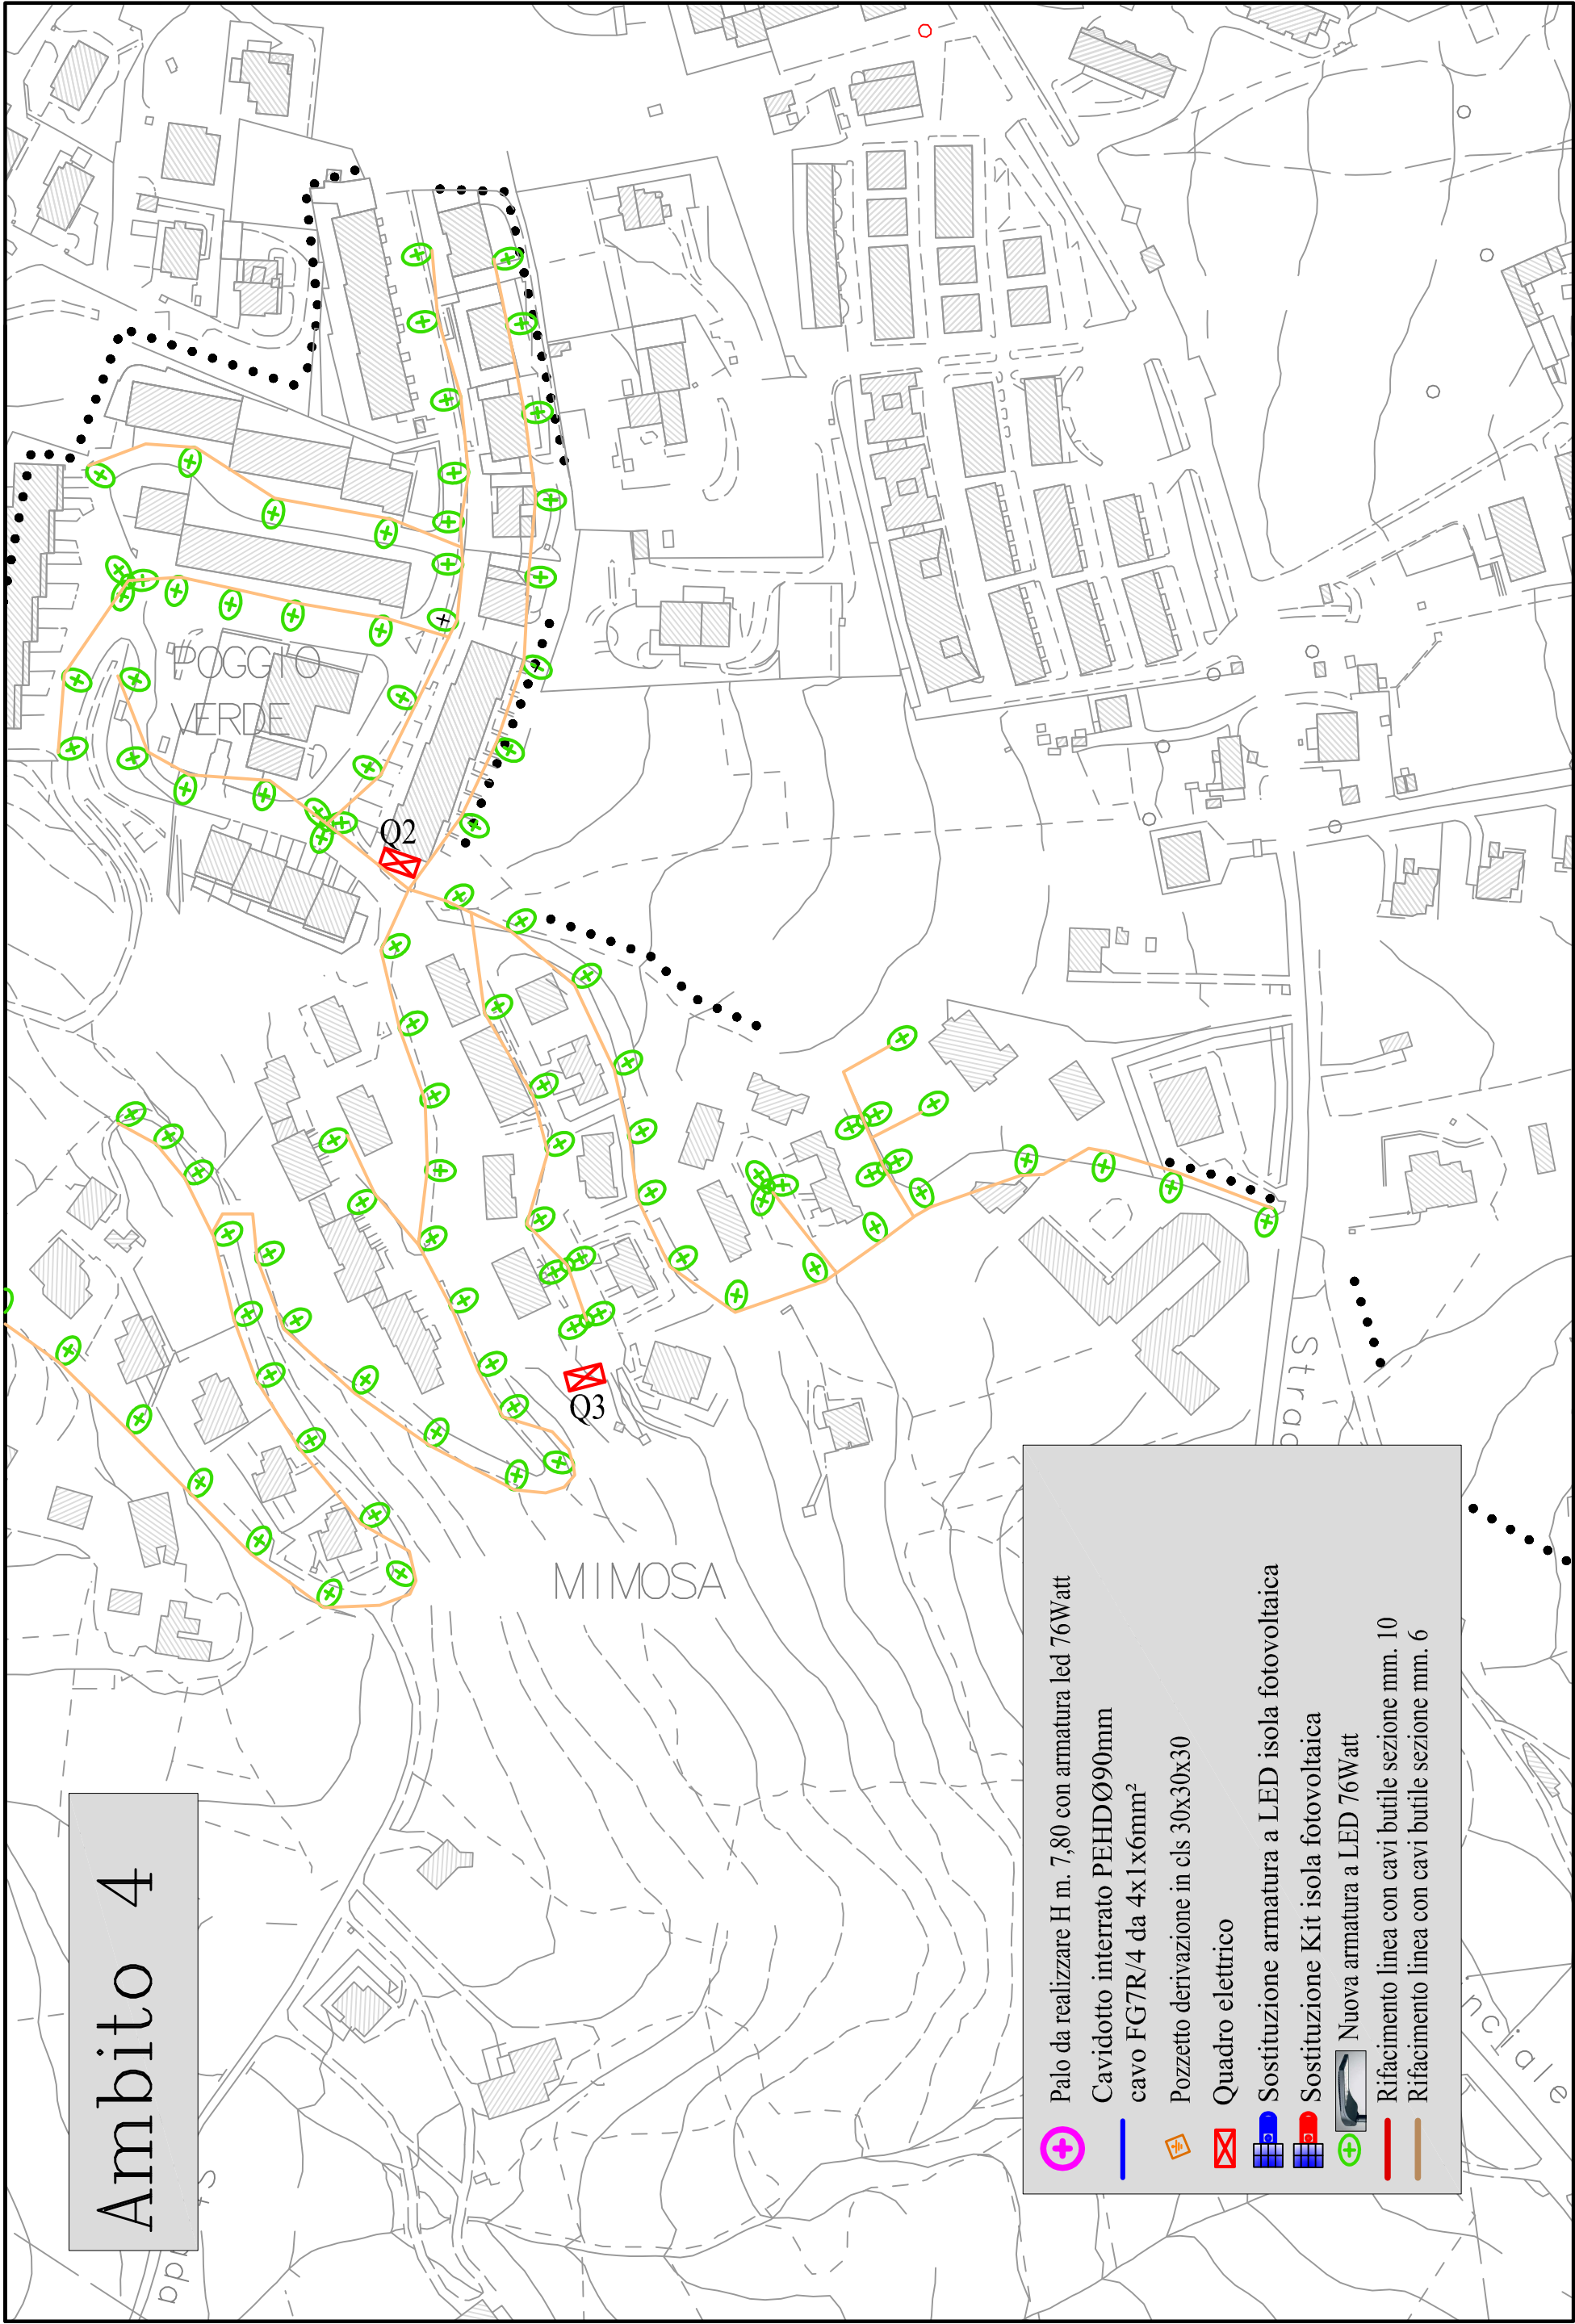 POGGIO
VERDE
Q2
Q3
MIMOSA
Strad
nciale
Ambito 4
Palo da realizzare H m. 7,80 con armatura led 76Watt
Cavidotto interrato PEHDØ90mm
cavo FG7R/4 da 4x1x6mm²
Pozzetto derivazione in cls 30x30x30
Quadro elettrico
Sostituzione armatura a LED isola fotovoltaica
Sostituzione Kit isola fotovoltaica
Nuova armatura a LED 76Watt
Rifacimento linea con cavi butile sezione mm. 10
Rifacimento linea con cavi butile sezione mm. 6